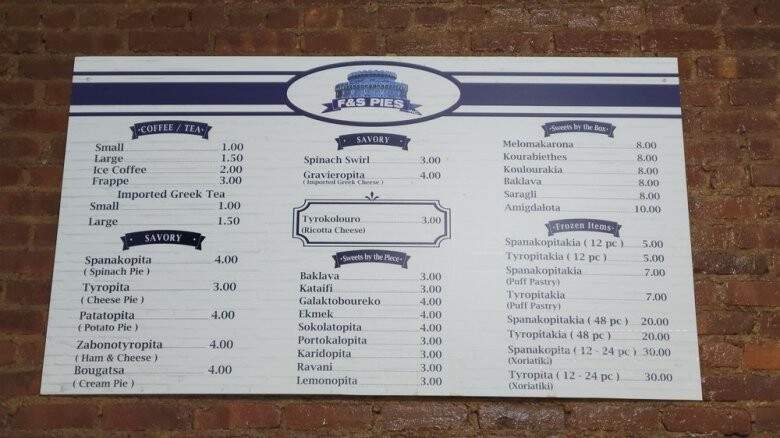 F&S PIES
COFFEE / TEA
Small 1.00
Large 1.50
Ice Coffee 2.00
Frappe 3.00
Imported Greek Tea
Small 1.00
Large 1.50
SAVORY
Spanakopita 4.00
( Spinach Pie )
Tyropita 3.00
( Cheese Pie )
Patatopita 4.00
( Potato Pie )
Zabonotyropita 4.00
( Ham & Cheese )
Bougatsa 4.00
( Cream Pie )
SAVORY
Spinach Swirl 3.00
Gravieropita 4.00
( Imported Greek Cheese )
Tyrokolouro 3.00
(Ricotta Cheese)
Sweets by the Piece
Baklava 3.00
Kataifi 3.00
Galaktoboureko 4.00
Ekmek 4.00
Sokolatopita 4.00
Portokalopita 3.00
Karidopita 3.00
Ravani 3.00
Lemonopita 3.00
Sweets by the Box
Melomakarona 8.00
Kourabiethes 8.00
Koulourakia 8.00
Baklava 8.00
Saragli 8.00
Amigdalota 10.00
Frozen Items
Spanakopitakia ( 12 pc ) 5.00
Tyropitakia ( 12 pc ) 5.00
Spanakopitakia 7.00
(Puff Pastry)
Tyropitakia 7.00
(Puff Pastry)
Spanakopitakia ( 48 pc ) 20.00
Tyropitakia ( 48 pc ) 20.00
Spanakopita ( 12 - 24 pc ) 30.00
(Xoriatiki)
Tyropita ( 12 - 24 pc ) 30.00
(Xoriatiki)